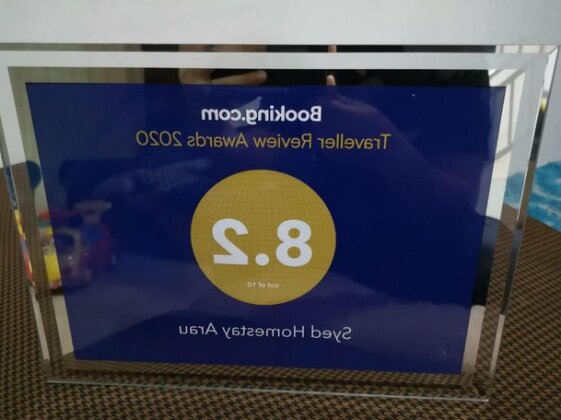 Booking.com
Traveller Review Awards 2020
8.2
out of 10
Syed Homestay Arau